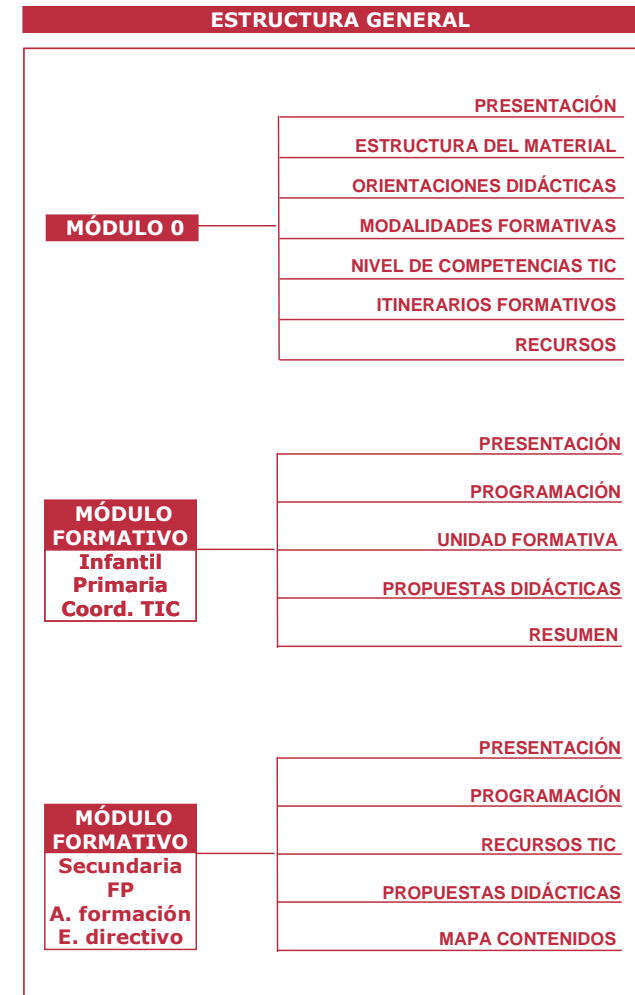 ESTRUCTURA GENERAL
MÓDULO 0
PRESENTACIÓN
ESTRUCTURA DEL MATERIAL
ORIENTACIONES DIDÁCTICAS
MODALIDADES FORMATIVAS
NIVEL DE COMPETENCIAS TIC
ITINERARIOS FORMATIVOS
RECURSOS
MÓDULO
FORMATIVO
Infantil
Primaria
Coord. TIC
PRESENTACIÓN
PROGRAMACIÓN
UNIDAD FORMATIVA
PROPUESTAS DIDÁCTICAS
RESUMEN
MÓDULO
FORMATIVO
Secundaria
FP
A. formación
E. directivo
PRESENTACIÓN
PROGRAMACIÓN
RECURSOS TIC
PROPUESTAS DIDÁCTICAS
MAPA CONTENIDOS